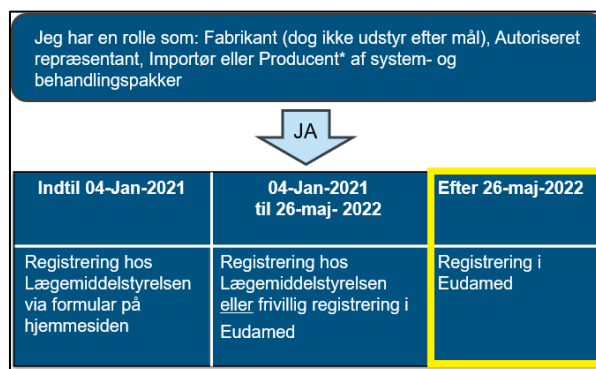 Jeg har en rolle som: Fabrikant (dog ikke udstyr efter mål), Autoriseret
repræsentant, Importør eller Producent* af system- og
behandlingspakker
JA
Indtil 04-Jan-2021
04-Jan-2021
til 26-maj- 2022
Efter 26-maj-2022
Registrering hos
Lægemiddelstyrelsen
via formular på
hjemmesiden
Registrering hos
Lægemiddelstyrelsen
eller frivillig registrering i
Eudamed
Registrering i
Eudamed